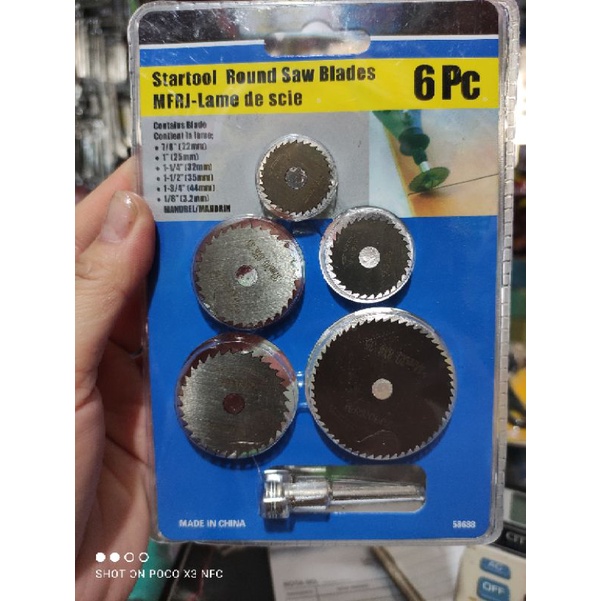 Startool Round Saw Blades
MFRJ-Lame de scie
6 Pc
Contains Blade
Contient la lame:
• 7/8" (22mm)
• 1" (25mm)
• 1-1/4" (32mm)
• 1-1/2" (35mm)
• 1-3/4" (44mm)
• 1/8" (3.2mm)
MANDREL/MANDRIN
MADE IN CHINA
58688
SHOT ON POCO X3 NFC
OFF